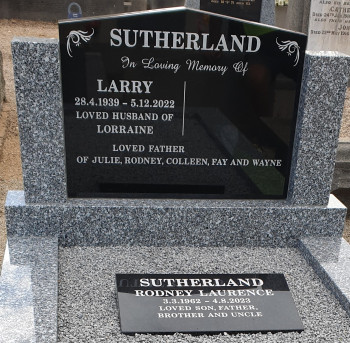 SUTHERLAND
In Loving Memory Of
LARRY
28.4.1939 – 5.12.2022
LOVED HUSBAND OF
LORRAINE
LOVED FATHER
OF JULIE, RODNEY, COLLEEN, FAY AND WAYNE
SUTHERLAND
RODNEY LAURENCE
3.3.1962 – 4.8.2023
LOVED SON, FATHER,
BROTHER AND UNCLE